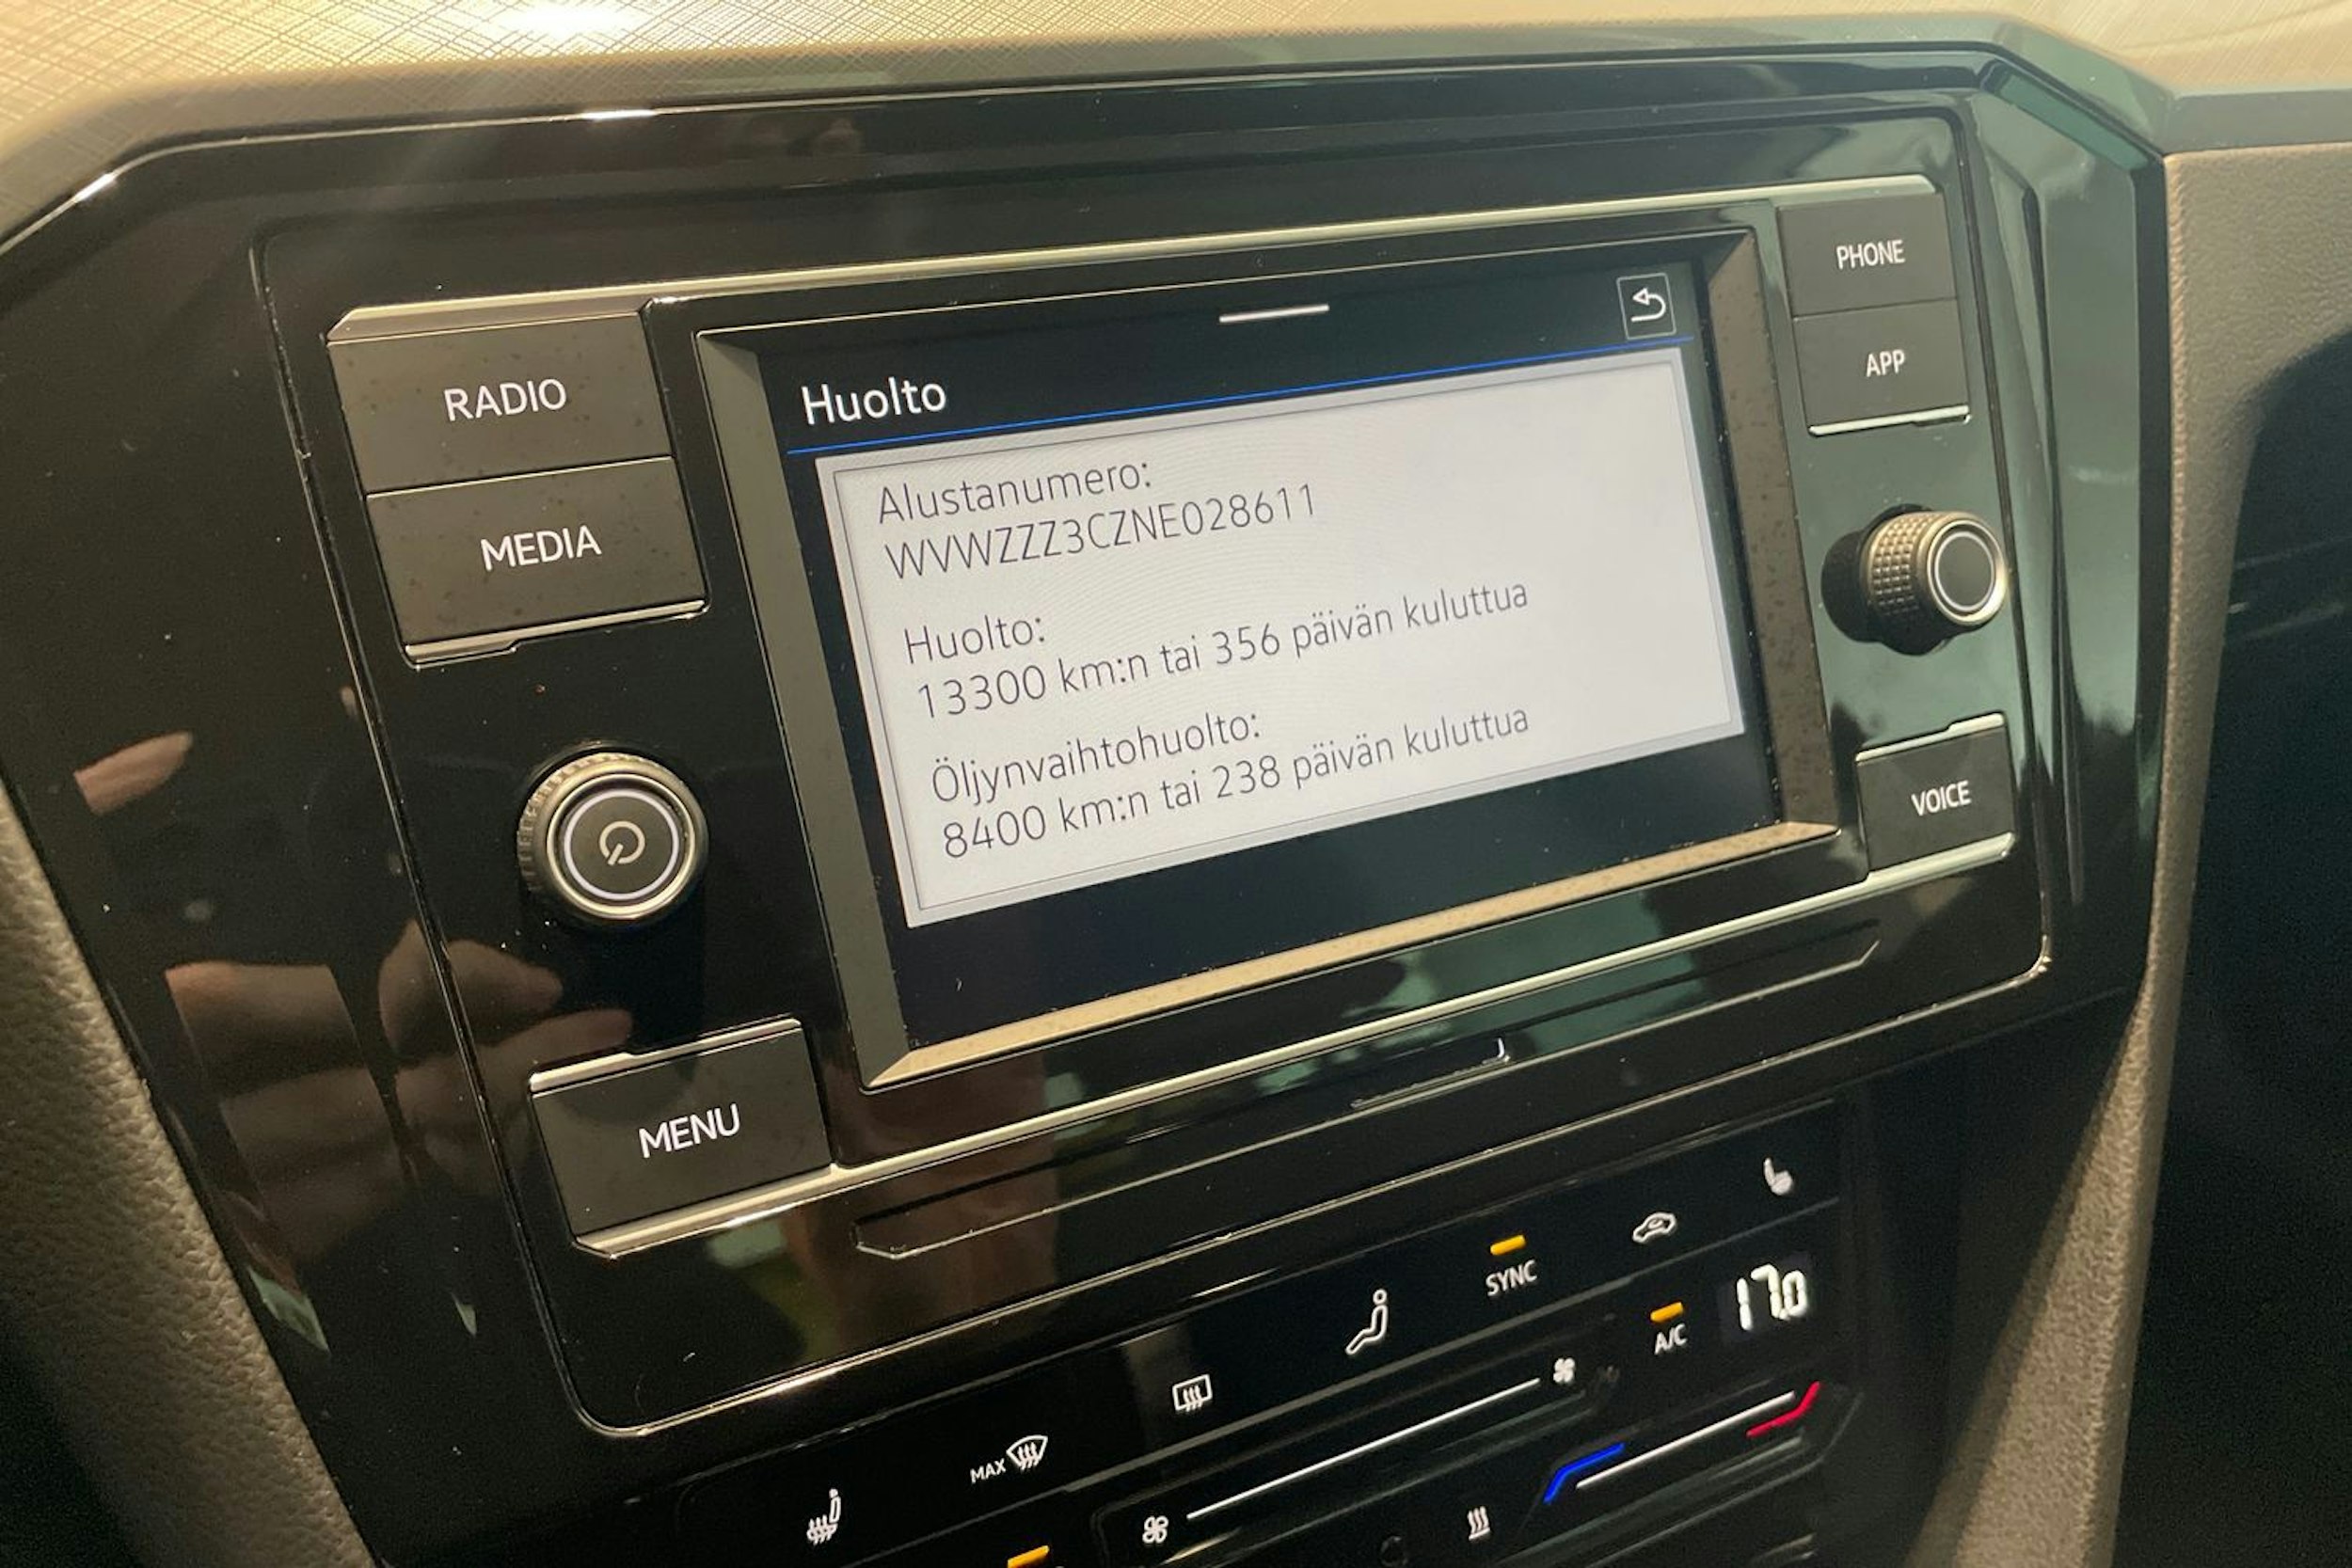 PHONE
APP
RADIO
MEDIA
Huolto
Alustanumero:
WVWZZZ3CZNE028611
Huolto:
13300 km:n tai 356 päivän kuluttua
Öljynvaihtohuolto:
8400 km:n tai 238 päivän kuluttua
VOICE
MENU
SYNC
A/C
17.0
MAX